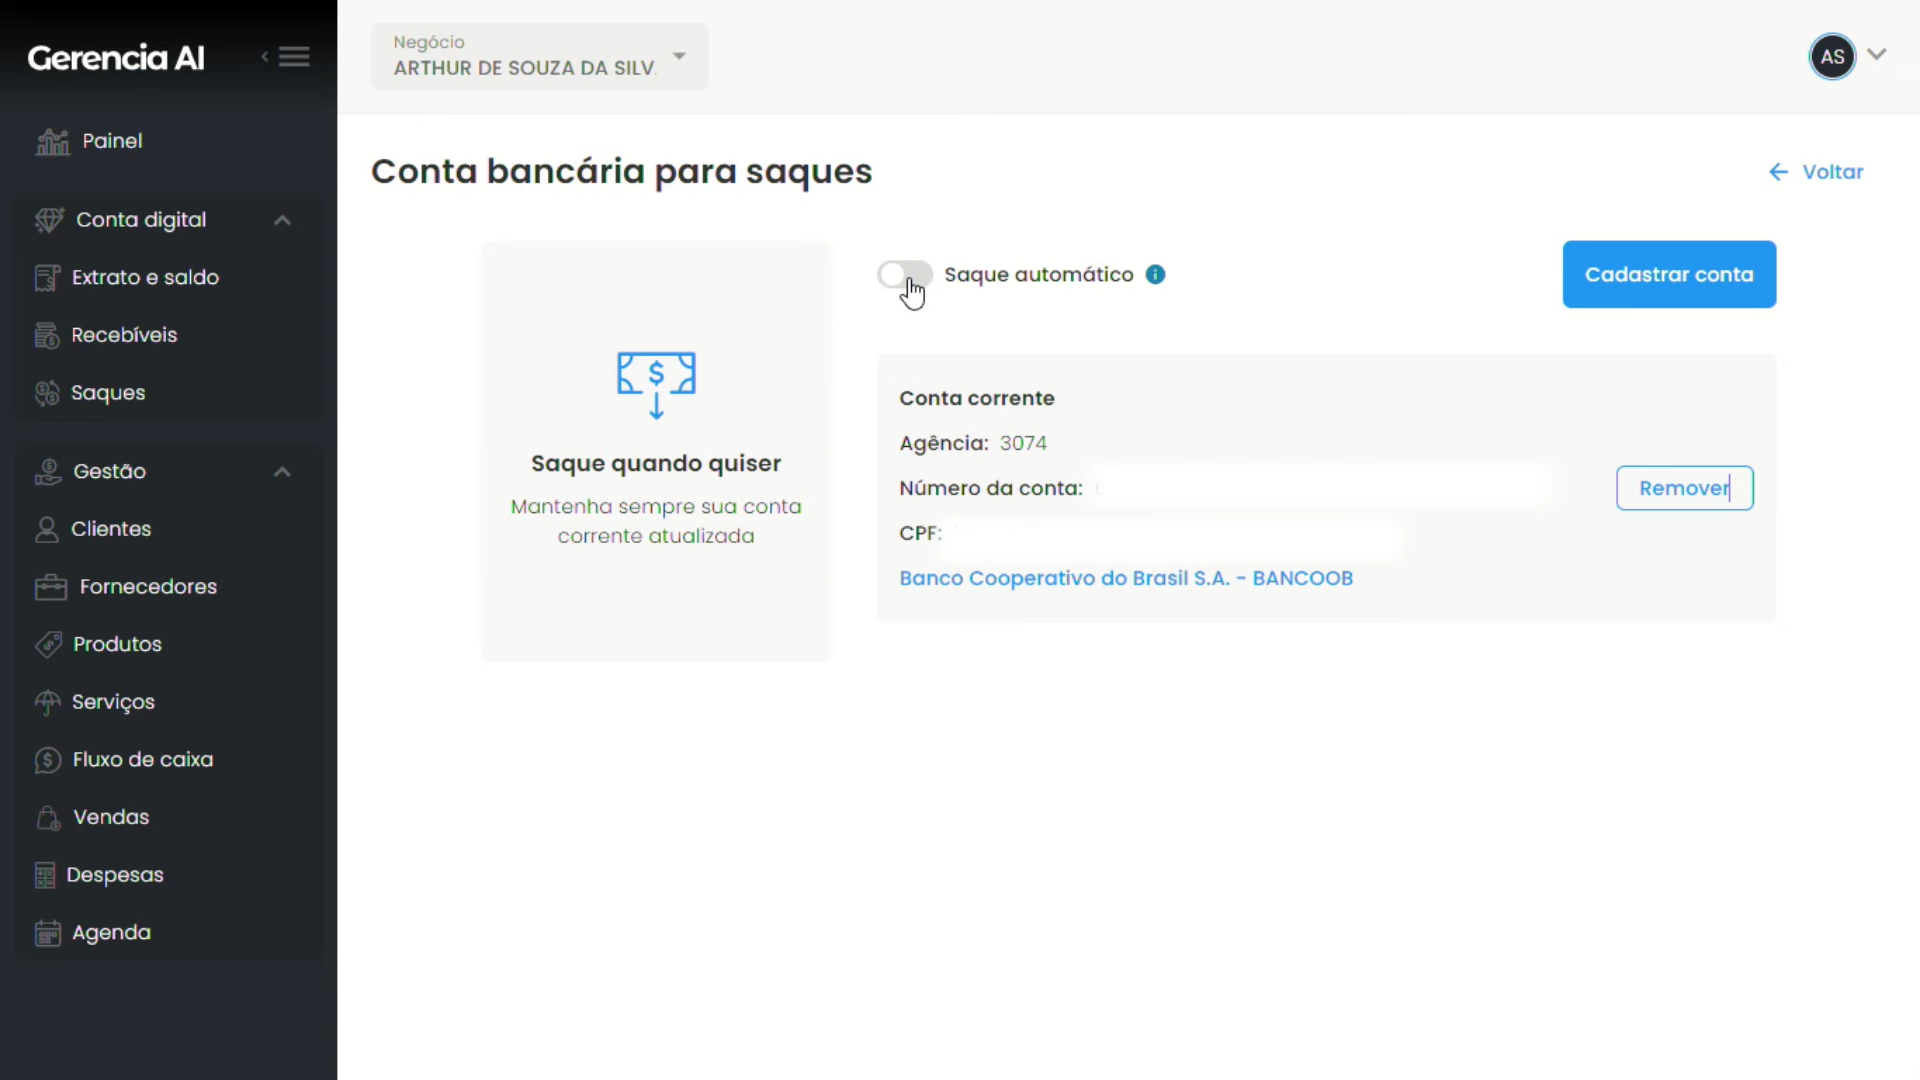 Gerencia AI
Negócio
ARTHUR DE SOUZA DA SILV
AS
Painel
Conta digital
Extrato e saldo
Recebíveis
Saques
Gestão
Clientes
Fornecedores
Produtos
Serviços
Fluxo de caixa
Vendas
Despesas
Agenda
Conta bancária para saques
Voltar
Saque quando quiser
Mantenha sempre sua conta
corrente atualizada
Saque automático
Cadastrar conta
Conta corrente
Agência: 3074
Número da conta:
CPF:
Banco Cooperativo do Brasil S.A. - BANCOOB
Remover